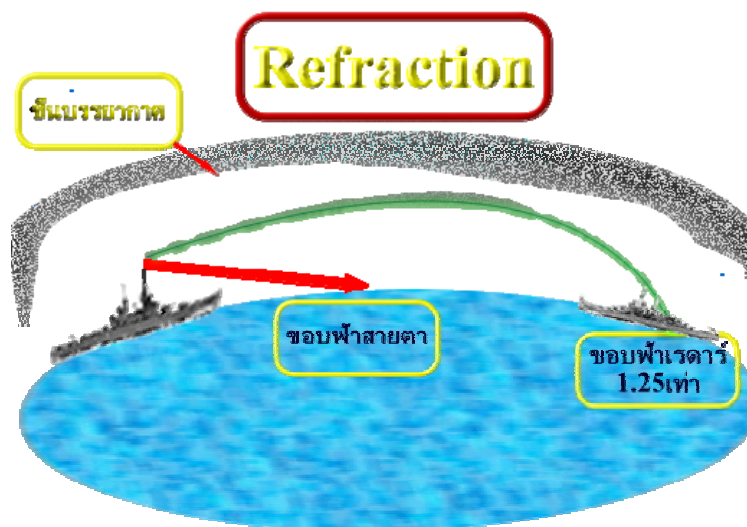 Refraction
ชั้นบรรยากาศ
ขอบฟ้าสายตา
ขอบฟ้าเรดาร์
1.25เท่า